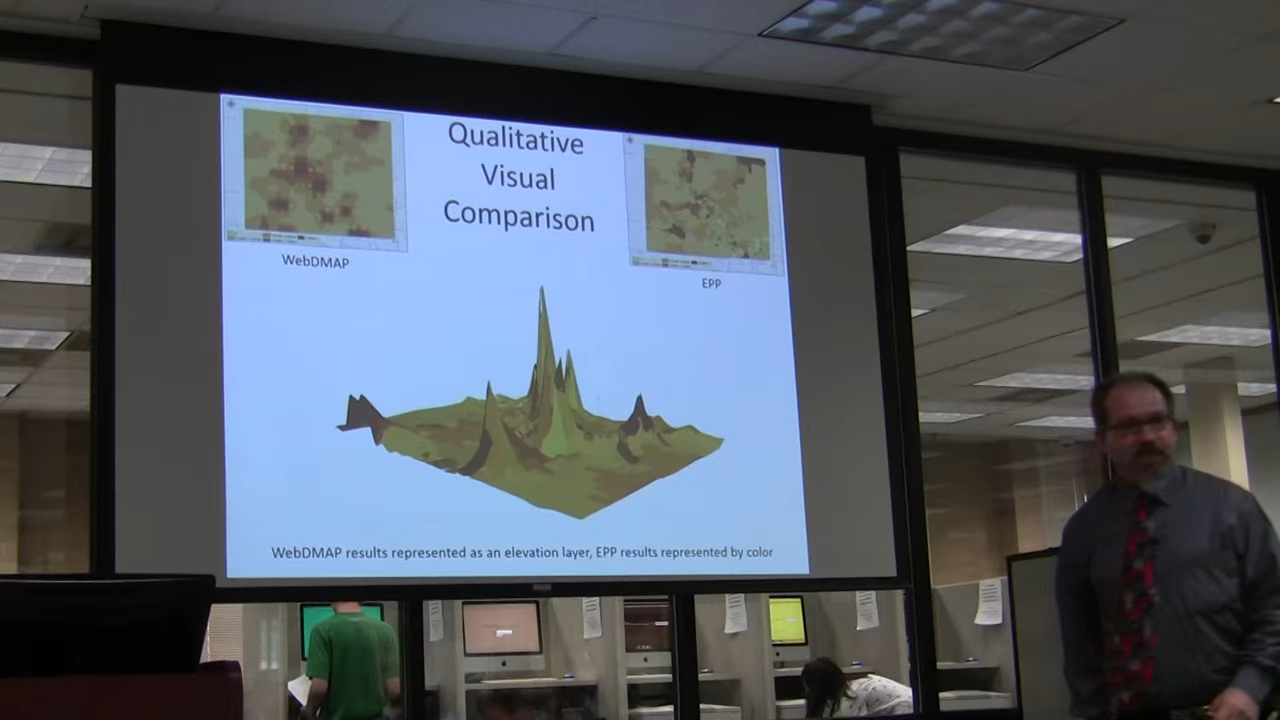 Qualitative
Visual
Comparison
WebDMAP
EPP
WebDMAP results represented as an elevation layer, EPP results represented by color